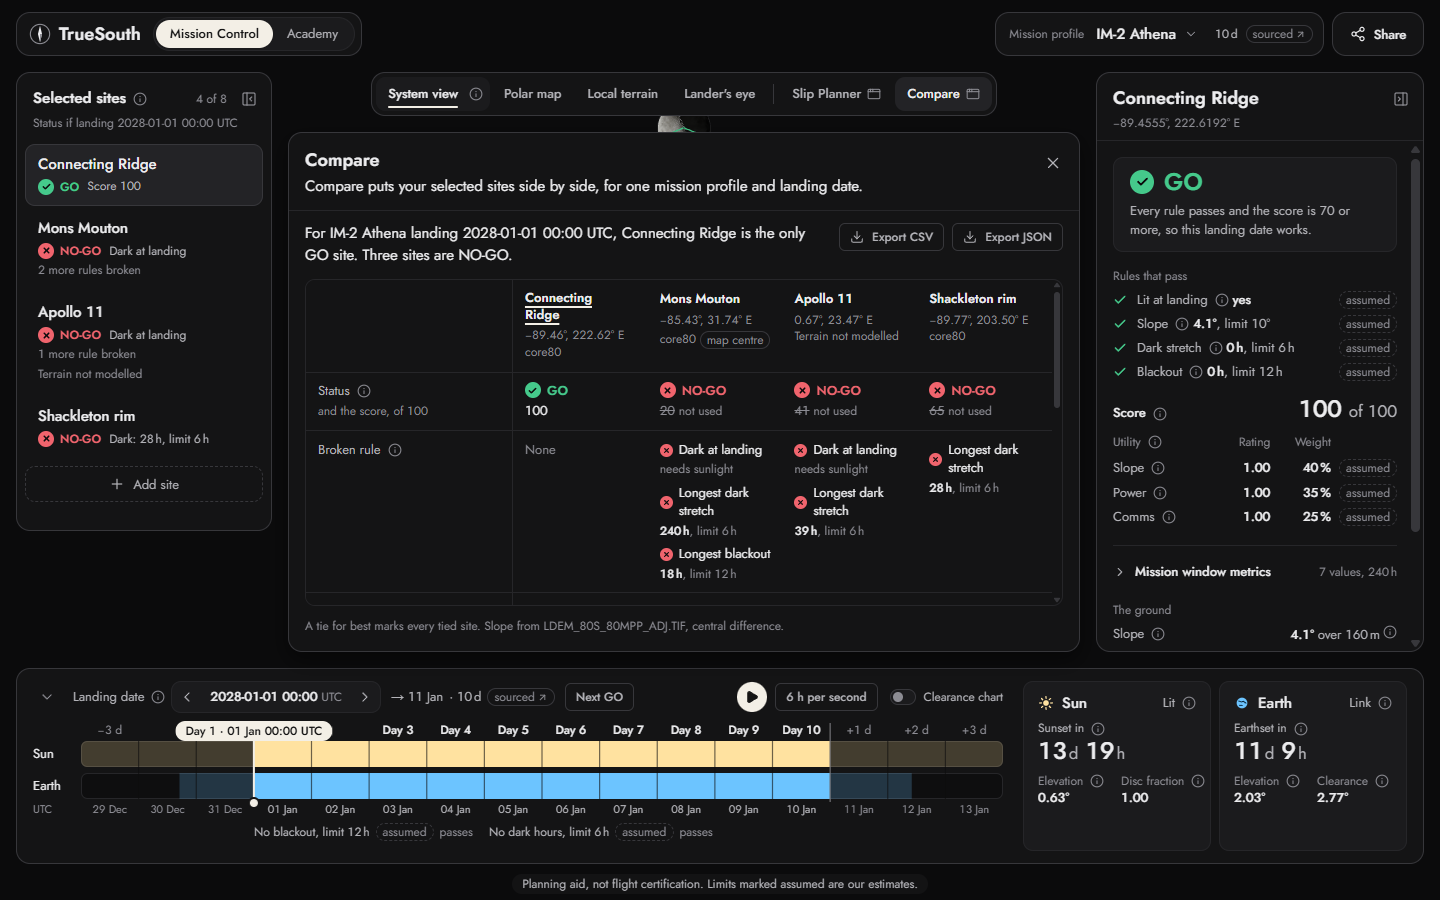 TrueSouth
Mission Control
Academy
Mission profile IM-2 Athena 10 d sourced ↗
Share
Selected sites 4 of 8
Status if landing 2028-01-01 00:00 UTC
Connecting Ridge
GO Score 100
Mons Mouton
NO-GO Dark at landing
2 more rules broken
Apollo 11
NO-GO Dark at landing
1 more rule broken
Terrain not modelled
Shackleton rim
NO-GO Dark: 28 h, limit 6 h
+ Add site
System view
Polar map
Local terrain
Lander's eye
Slip Planner
Compare
Compare
Compare puts your selected sites side by side, for one mission profile and landing date.
For IM-2 Athena landing 2028-01-01 00:00 UTC, Connecting Ridge is the only
GO site. Three sites are NO-GO.
Export CSV
Export JSON
Connecting
Ridge
−89.46°, 222.62° E
core80
Mons Mouton
−85.43°, 31.74° E
core80 map centre
Apollo 11
0.67°, 23.47° E
Terrain not modelled
Shackleton rim
−89.77°, 203.50° E
core80
Status
and the score, of 100
GO
100
NO-GO
20 not used
NO-GO
41 not used
NO-GO
65 not used
Broken rule
None
Dark at landing
needs sunlight
Longest dark
stretch
240 h, limit 6 h
Longest blackout
18 h, limit 12 h
Dark at landing
needs sunlight
Longest dark
stretch
39 h, limit 6 h
Longest dark
stretch
28 h, limit 6 h
A tie for best marks every tied site. Slope from LDEM_80S_80MPP_ADJ.TIF, central difference.
Connecting Ridge
−89.4555°, 222.6192° E
GO
Every rule passes and the score is 70 or
more, so this landing date works.
Rules that pass
Lit at landing yes assumed
Slope 4.1°, limit 10° assumed
Dark stretch 0 h, limit 6 h assumed
Blackout 0 h, limit 12 h assumed
Score 100 of 100
Utility Rating Weight
Slope 1.00 40 % assumed
Power 1.00 35 % assumed
Comms 1.00 25 % assumed
Mission window metrics 7 values, 240 h
The ground
Slope 4.1° over 160 m
Landing date 2028-01-01 00:00 UTC → 11 Jan · 10 d sourced ↗ Next GO
6 h per second
Clearance chart
−3 d Day 1 · 01 Jan 00:00 UTC Day 3 Day 4 Day 5 Day 6 Day 7 Day 8 Day 9 Day 10 +1 d +2 d +3 d
Sun
Earth
UTC 29 Dec 30 Dec 31 Dec 01 Jan 02 Jan 03 Jan 04 Jan 05 Jan 06 Jan 07 Jan 08 Jan 09 Jan 10 Jan 11 Jan 12 Jan 13 Jan
No blackout, limit 12 h assumed passes No dark hours, limit 6 h assumed passes
Sun Lit
Sunset in
13 d 19 h
Elevation Disc fraction
0.63° 1.00
Earth Link
Earthset in
11 d 9 h
Elevation Clearance
2.03° 2.77°
Planning aid, not flight certification. Limits marked assumed are our estimates.